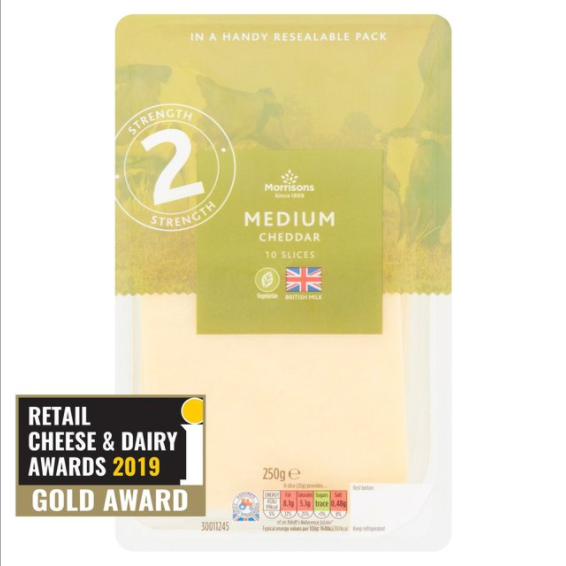 IN A HANDY RESEALABLE PACK
STRENGTH
2
STRENGTH
Morrisons
Since 1899
MEDIUM
CHEDDAR
10 SLICES
Vegetarian
BRITISH MILK
RETAIL
CHEESE & DAIRY
AWARDS 2019
GOLD AWARD
250g e
ENERGY
Fat
Saturates
Sugars
Salt
8.7g
5.3g
trace
0.48g
30011245
Keep refrigerated